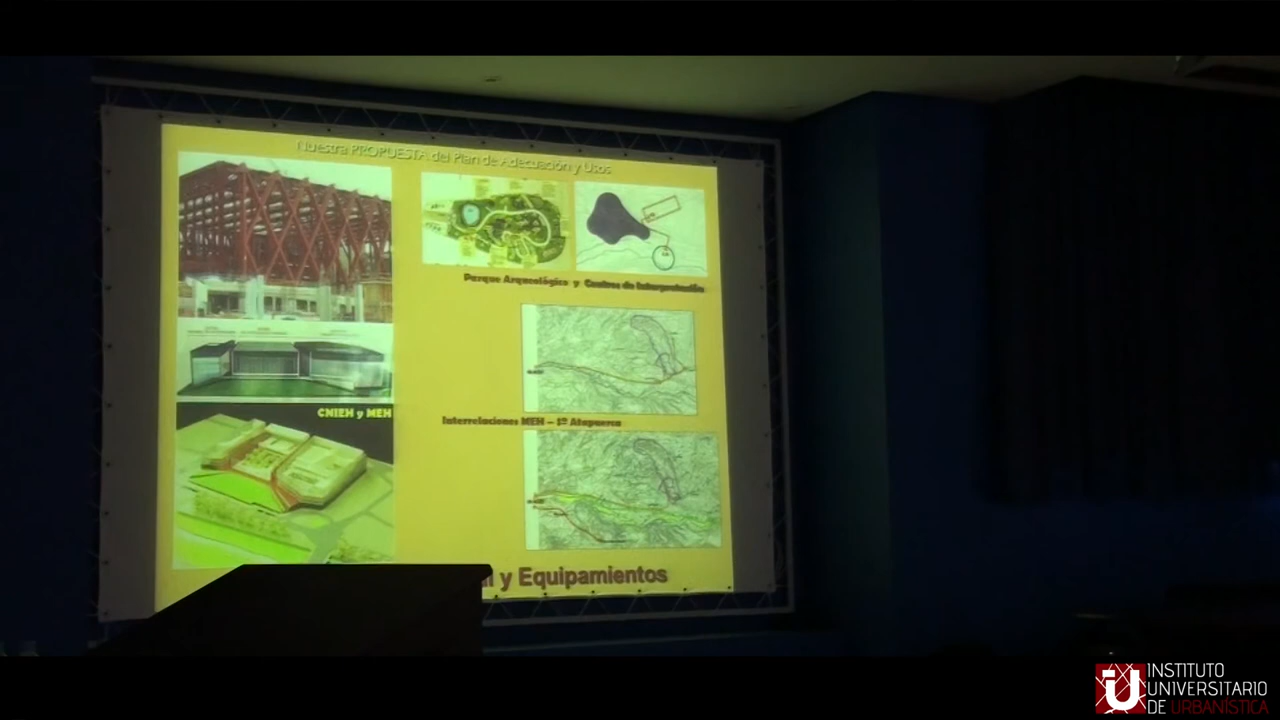 Nuestra PROPUESTA del Plan de Adecuación y Usos
Parque Arqueológico y Centros de Interpretación
CNIEH y MEH
Interrelaciones MEH – Sª Atapuerca
y Equipamientos
INSTITUTO
UNIVERSITARIO
DE URBANÍSTICA